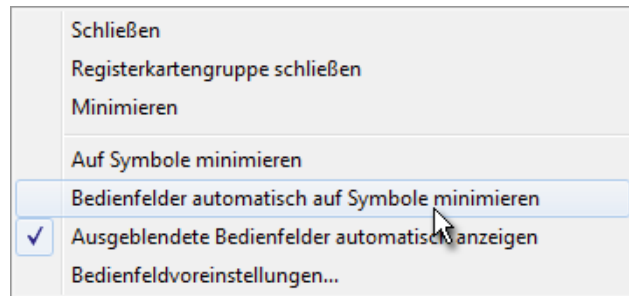 Schließen
Registerkartengruppe schließen
Minimieren
Auf Symbole minimieren
Bedienfelder automatisch auf Symbole minimieren
Ausgeblendete Bedienfelder automatisch anzeigen
Bedienfeldvoreinstellungen...